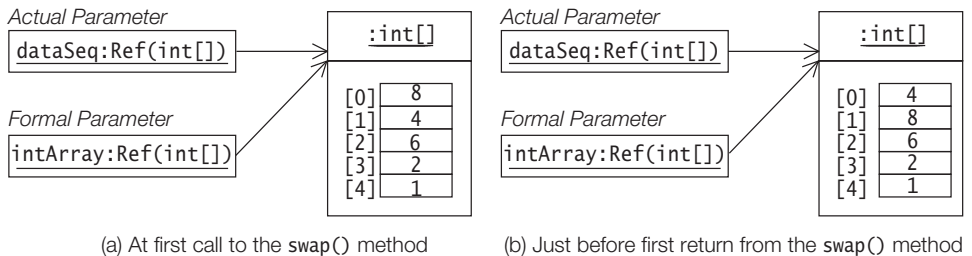 Actual Parameter
dataSeq:Ref(int[])
Formal Parameter
intArray:Ref(int[])
:int[]
[0] 8
[1] 4
[2] 6
[3] 2
[4] 1
(a) At first call to the swap() method
Actual Parameter
dataSeq:Ref(int[])
Formal Parameter
intArray:Ref(int[])
:int[]
[0] 4
[1] 8
[2] 6
[3] 2
[4] 1
(b) Just before first return from the swap() method